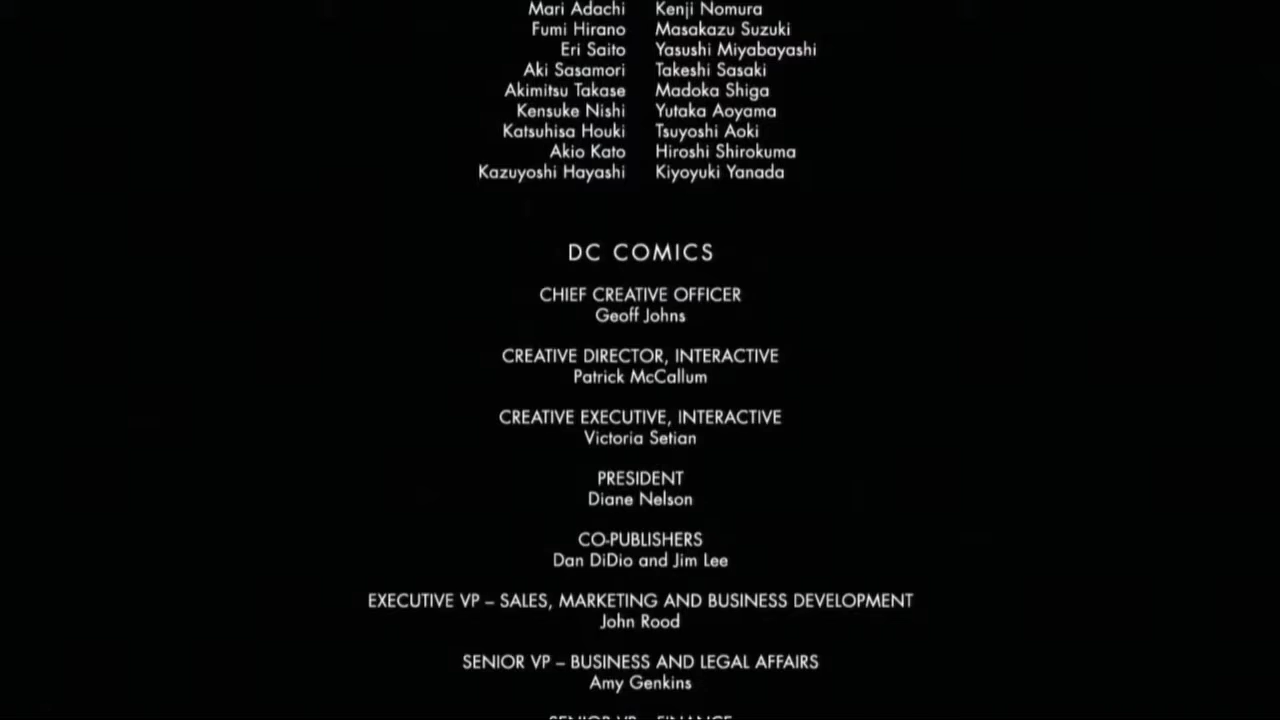 Mari Adachi Kenji Nomura
Fumi Hirano Masakazu Suzuki
Eri Saito Yasushi Miyabayashi
Aki Sasamori Takeshi Sasaki
Akimitsu Takase Madoka Shiga
Kensuke Nishi Yutaka Aoyama
Katsuhisa Houki Tsuyoshi Aoki
Akio Kato Hiroshi Shirokuma
Kazuyoshi Hayashi Kiyoyuki Yanada
DC COMICS
CHIEF CREATIVE OFFICER
Geoff Johns
CREATIVE DIRECTOR, INTERACTIVE
Patrick McCallum
CREATIVE EXECUTIVE, INTERACTIVE
Victoria Setian
PRESIDENT
Diane Nelson
CO-PUBLISHERS
Dan DiDio and Jim Lee
EXECUTIVE VP – SALES, MARKETING AND BUSINESS DEVELOPMENT
John Rood
SENIOR VP – BUSINESS AND LEGAL AFFAIRS
Amy Genkins
SENIOR VP – FINANCE